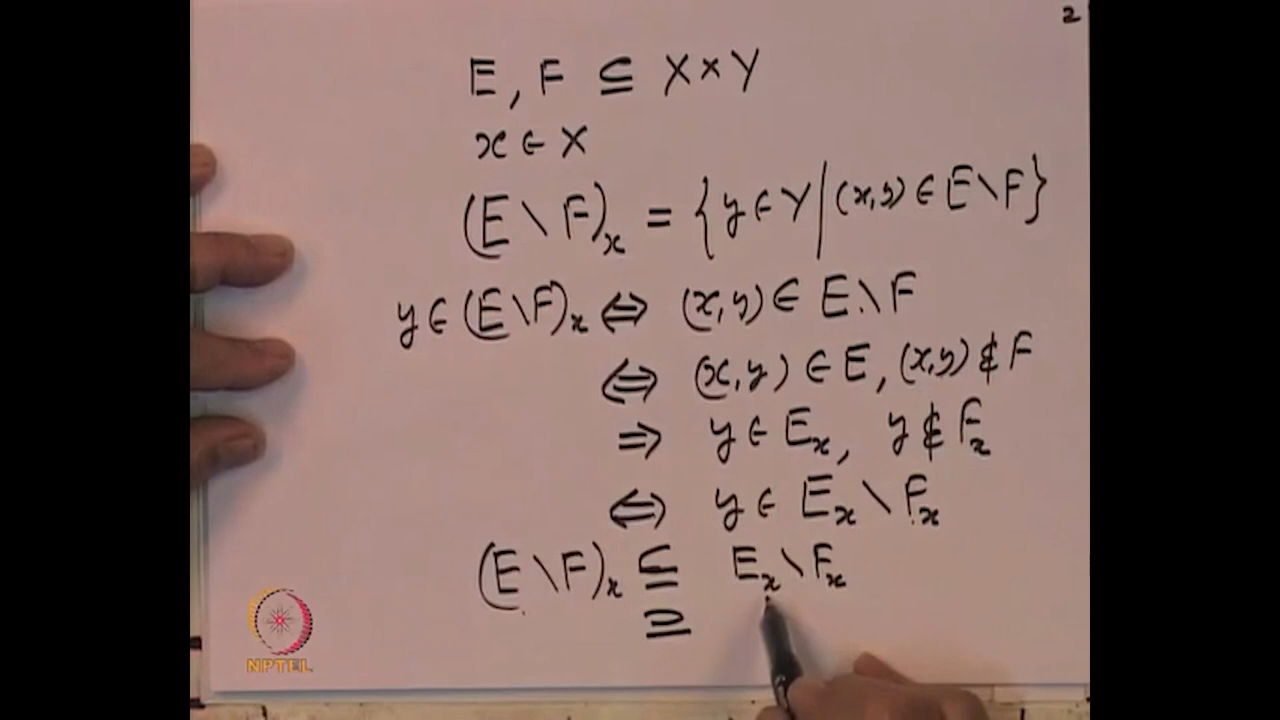 2
E, F ⊆ X×Y
x ∈ X
(E \ F)ₓ = {y ∈ Y | (x,y) ∈ E \ F}
y ∈ (E \ F)ₓ ⇔ (x,y) ∈ E \ F
⇔ (x,y) ∈ E, (x,y) ∉ F
⇒ y ∈ Eₓ, y ∉ Fₓ
⇔ y ∈ Eₓ \ Fₓ
(E \ F)ₓ ⊆ Eₓ \ Fₓ
⊇
NPTEL